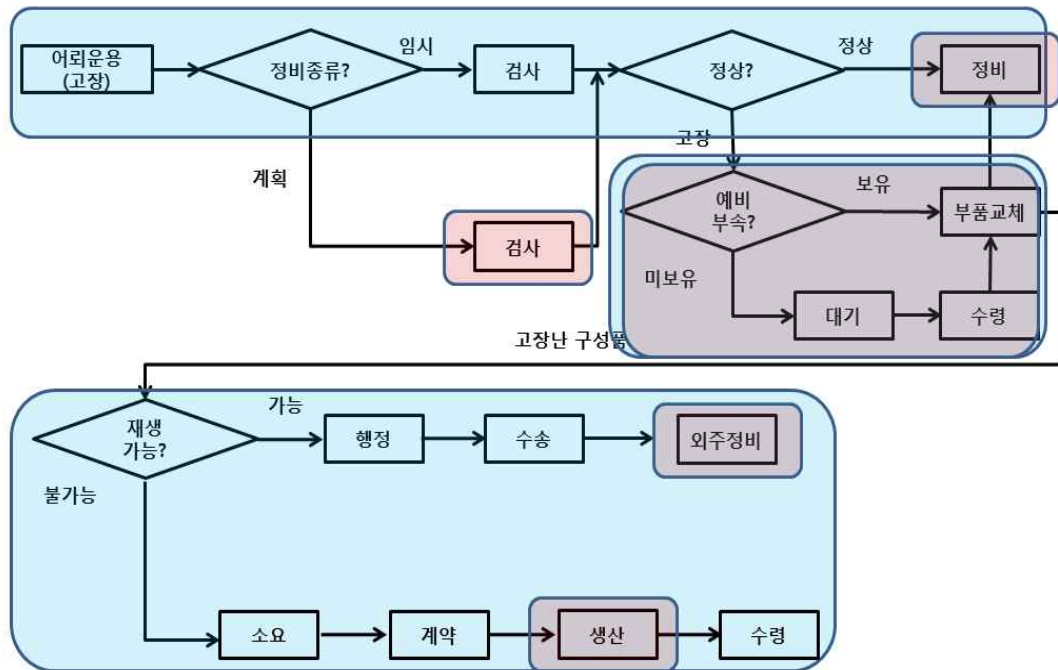 어뢰운용
(고장)
정비종류?
임시
검사
정상?
정상
정비
계획
고장
검사
예비
부속?
보유
부품교체
미보유
대기
수령
고장난 구성품
재생
가능?
가능
행정
수송
외주정비
불가능
소요
계약
생산
수령